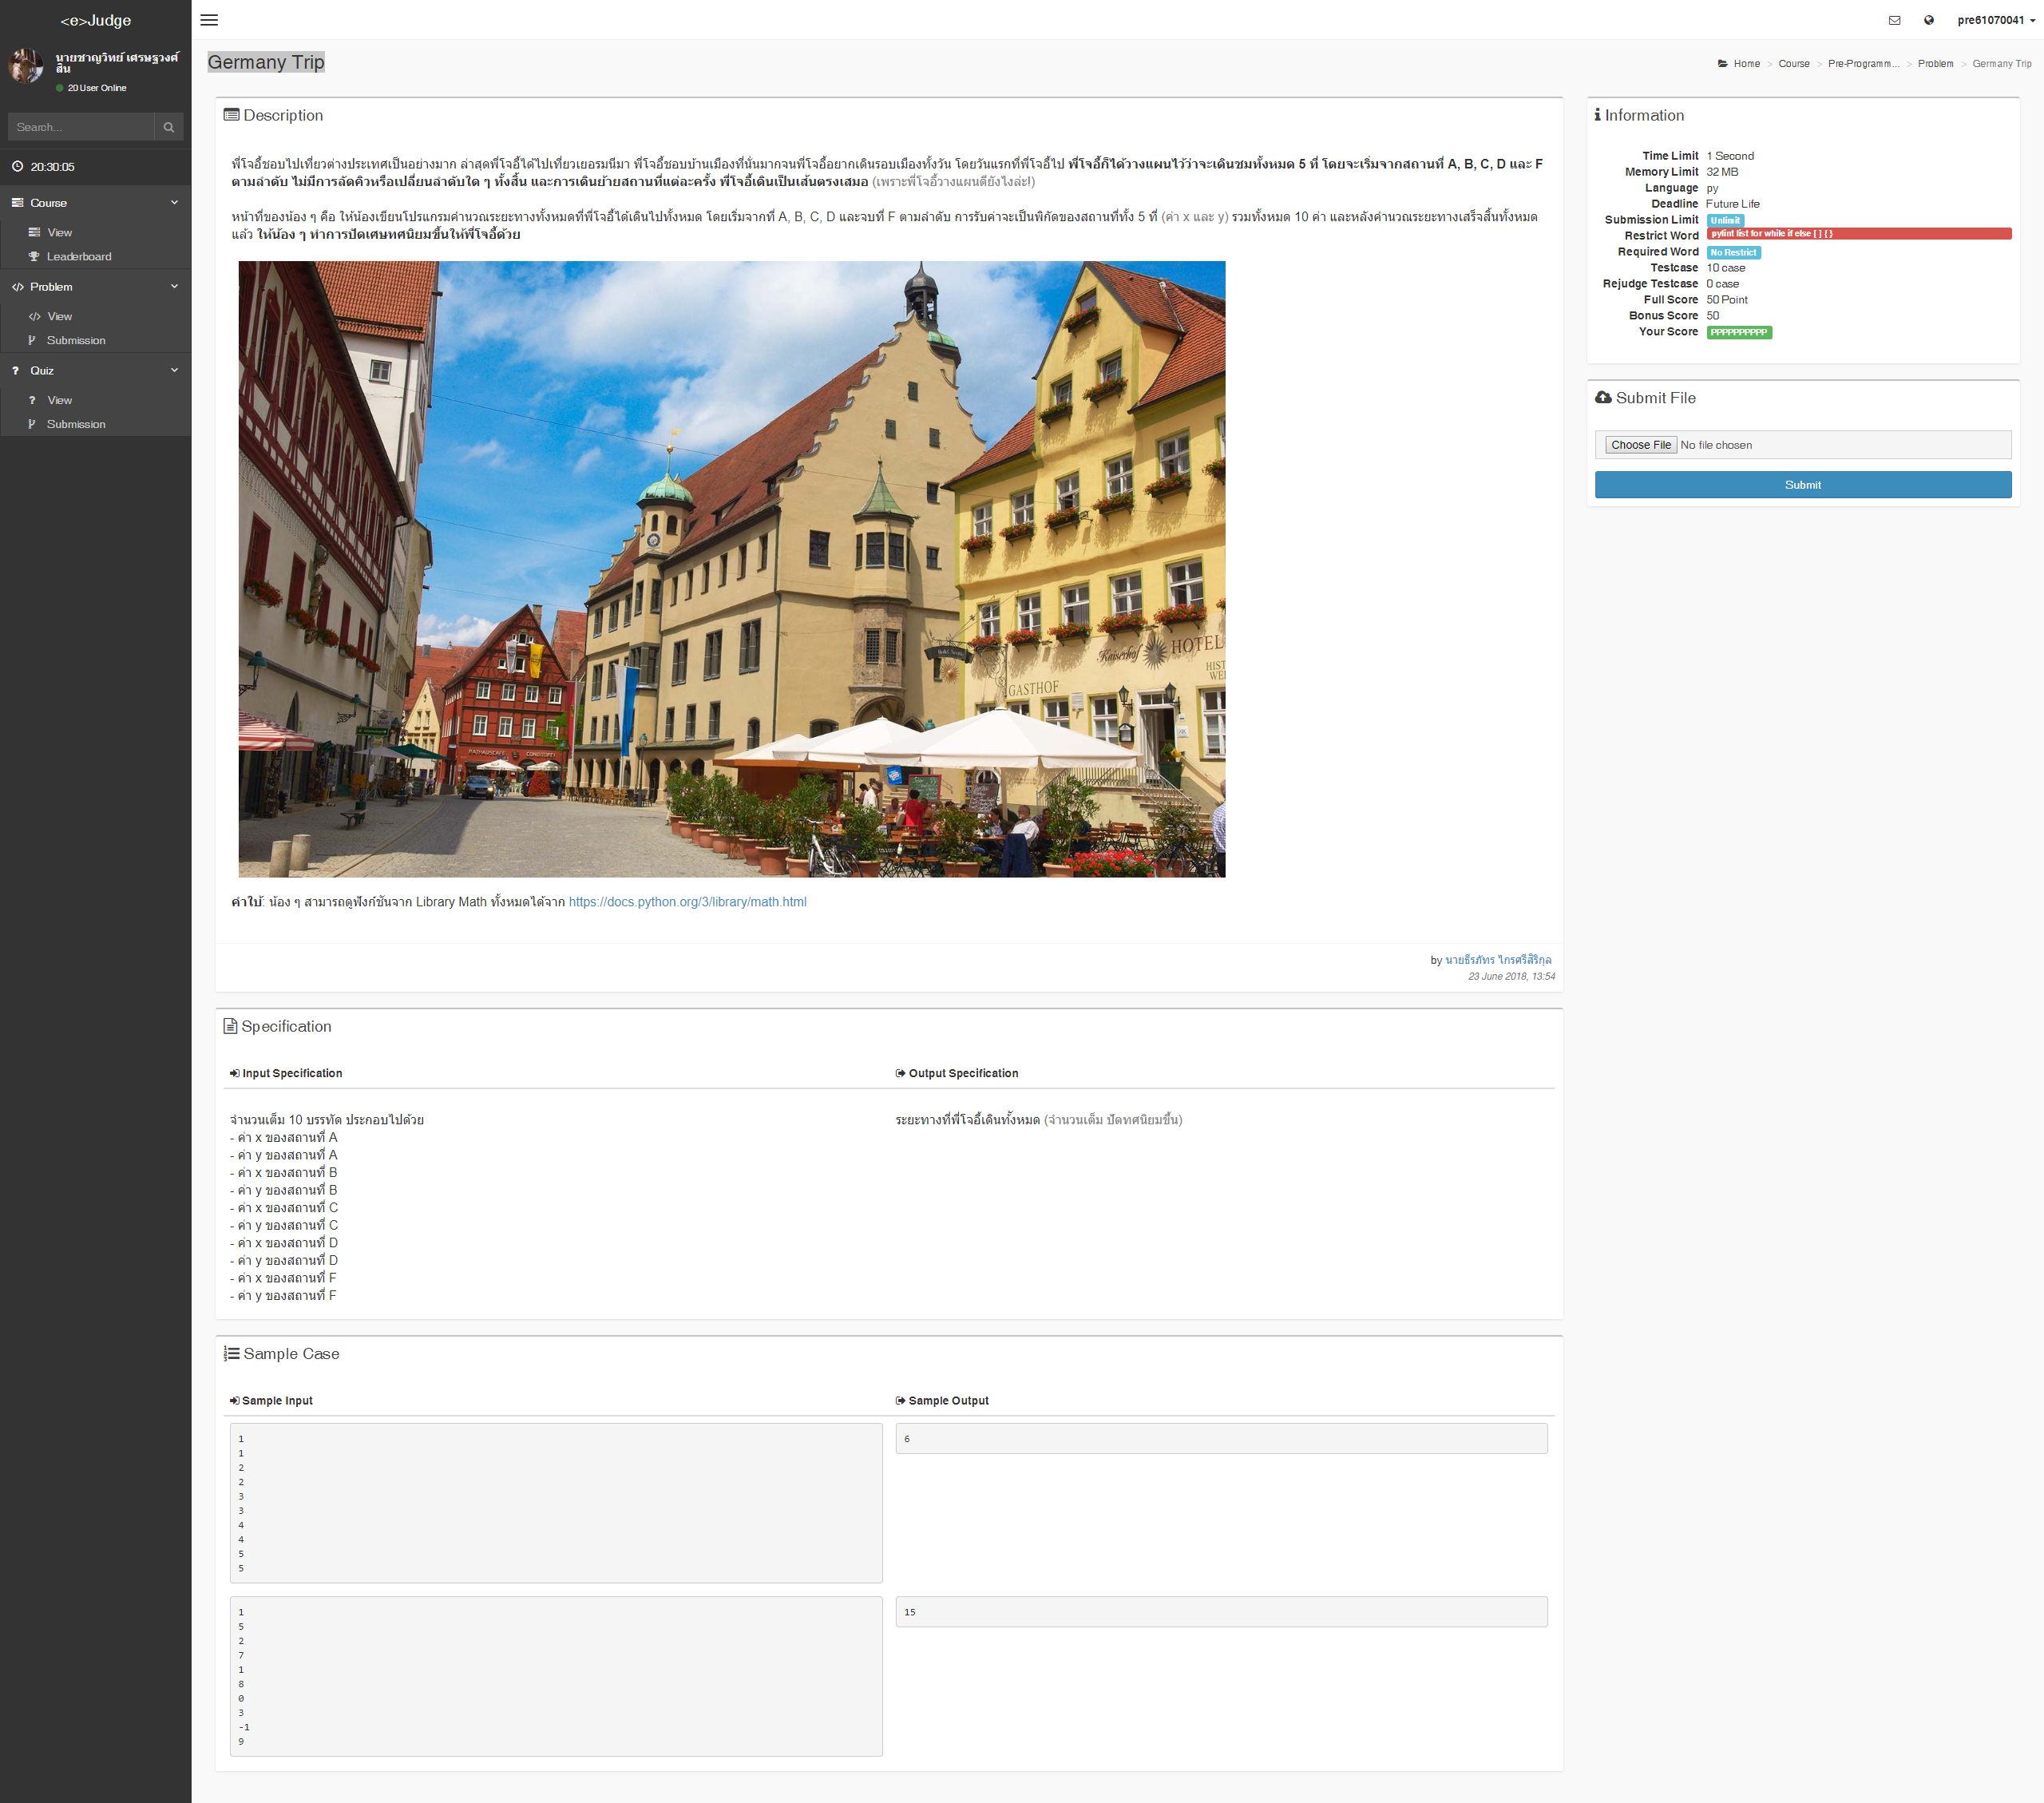 <e>Judge
pre61070041
นายชาญวิทย์ เศรษฐวงศ์
สิน
20 User Online
Search...
20:30:05
Course
View
Leaderboard
Problem
View
Submission
Quiz
View
Submission
Germany Trip
Home > Course > Pre-Programm... > Problem > Germany Trip
Description
พี่โจอี้ชอบไปเที่ยวต่างประเทศเป็นอย่างมาก ล่าสุดพี่โจอี้ได้ไปเที่ยวเยอรมนีมา พี่โจอี้ชอบบ้านเมืองที่นั่นมากจนพี่โจอี้อยากเดินรอบเมืองทั้งวัน โดยวันแรกที่พี่โจอี้ไป พี่โจอี้ก็ได้วางแผนไว้ว่าจะเดินชมทั้งหมด 5 ที่ โดยจะเริ่มจากสถานที่ A, B, C, D และ F
ตามลำดับ ไม่มีการลัดคิวหรือเปลี่ยนลำดับใด ๆ ทั้งสิ้น และการเดินย้ายสถานที่แต่ละครั้ง พี่โจอี้เดินเป็นเส้นตรงเสมอ (เพราะพี่โจอี้วางแผนดียังไงล่ะ!)
หน้าที่ของน้อง ๆ คือ ให้น้องเขียนโปรแกรมคำนวณระยะทางทั้งหมดที่พี่โจอี้ได้เดินไปทั้งหมด โดยเริ่มจากที่ A, B, C, D และจบที่ F ตามลำดับ การรับค่าจะเป็นพิกัดของสถานที่ทั้ง 5 ที่ (ค่า x และ y) รวมทั้งหมด 10 ค่า และหลังคำนวณระยะทางเสร็จสิ้นทั้งหมด
แล้ว ให้น้อง ๆ ทำการปัดเศษทศนิยมขึ้นให้พี่โจอี้ด้วย
Kaiserhof HOTEL
GASTHOF
คำใบ้: น้อง ๆ สามารถดูฟังก์ชันจาก Library Math ทั้งหมดได้จาก https://docs.python.org/3/library/math.html
by นายธีรภัทร ไกรศรีสิริกุล
23 June 2018, 13:54
Specification
Input Specification
จำนวนเต็ม 10 บรรทัด ประกอบไปด้วย
- ค่า x ของสถานที่ A
- ค่า y ของสถานที่ A
- ค่า x ของสถานที่ B
- ค่า y ของสถานที่ B
- ค่า x ของสถานที่ C
- ค่า y ของสถานที่ C
- ค่า x ของสถานที่ D
- ค่า y ของสถานที่ D
- ค่า x ของสถานที่ F
- ค่า y ของสถานที่ F
Output Specification
ระยะทางที่พี่โจอี้เดินทั้งหมด (จำนวนเต็ม ปัดทศนิยมขึ้น)
Sample Case
Sample Input
Sample Output
1
1
2
2
3
3
4
4
5
5
6
1
5
2
7
1
8
0
3
-1
9
15
Information
Time Limit 1 Second
Memory Limit 32 MB
Language py
Deadline Future Life
Submission Limit Unlimit
Restrict Word pylint list for while if else [ ] { }
Required Word No Restrict
Testcase 10 case
Rejudge Testcase 0 case
Full Score 50 Point
Bonus Score 50
Your Score PPPPPPPPPP
Submit File
Choose File No file chosen
Submit